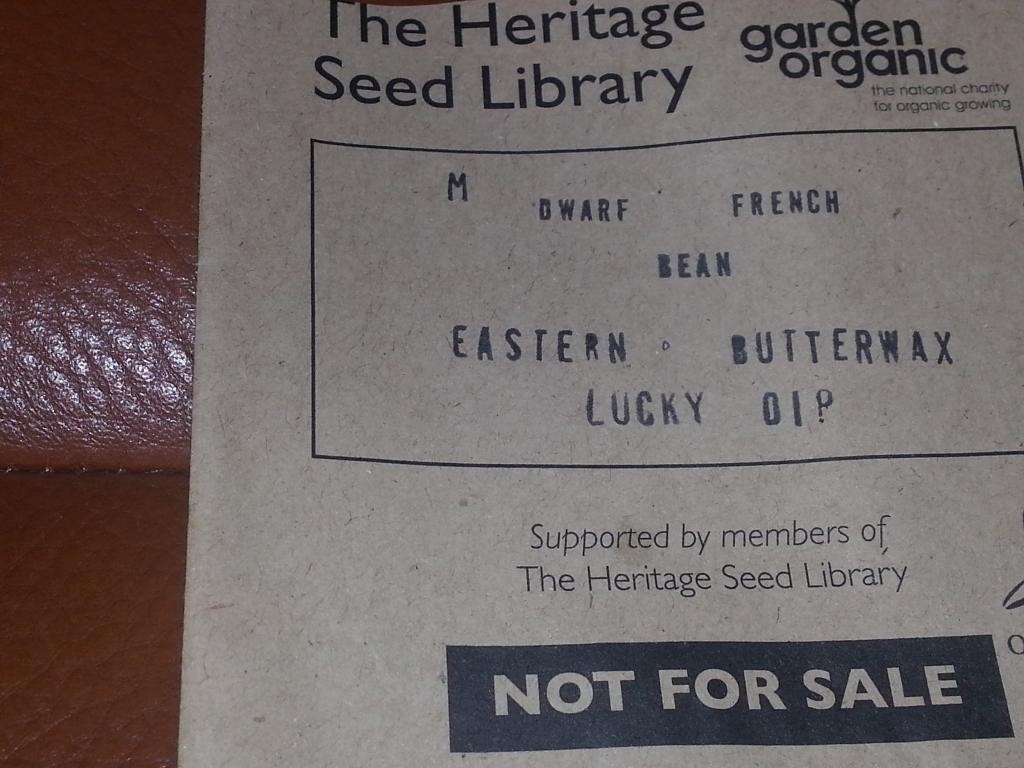 The Heritage
Seed Library
garden
organic
the national charity
for organic growing
M DWARF FRENCH
BEAN
EASTERN BUTTERWAX
LUCKY DIP
Supported by members of
The Heritage Seed Library
NOT FOR SALE